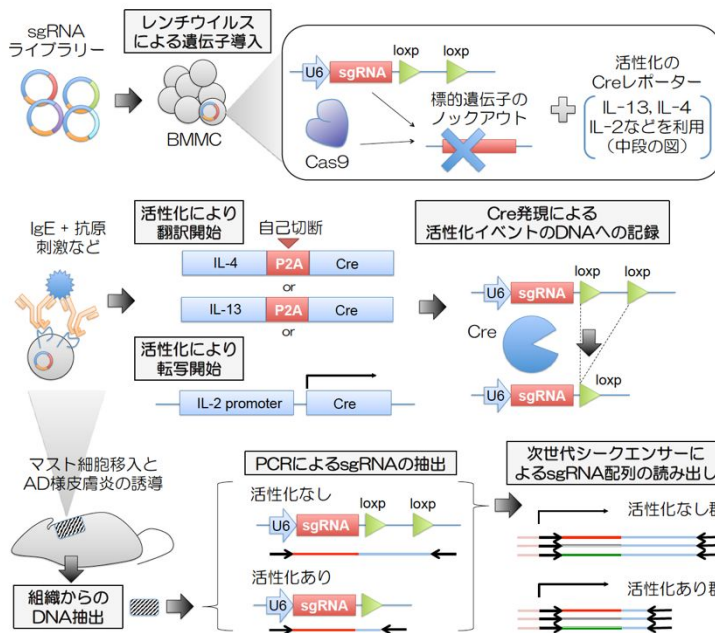 sgRNA
ライブラリー
レンチウイルス
による遺伝子導入
BMMC
U6
sgRNA
loxp
loxp
Cas9
標的遺伝子の
ノックアウト
活性化の
Creレポーター
IL-13, IL-4
IL-2などを利用
(中段の図)
IgE + 抗原
刺激など
活性化により
翻訳開始
自己切断
IL-4
P2A
Cre
or
IL-13
P2A
Cre
or
活性化により
転写開始
IL-2 promoter
Cre
Cre発現による
活性化イベントのDNAへの記録
loxp
loxp
U6
sgRNA
Cre
U6
sgRNA
loxp
マスト細胞移入と
AD様皮膚炎の誘導
組織からの
DNA抽出
PCRによるsgRNAの抽出
活性化なし
loxp
loxp
U6
sgRNA
活性化あり
U6
sgRNA
次世代シークエンサーに
よるsgRNA配列の読み出し
活性化なし群
活性化あり群